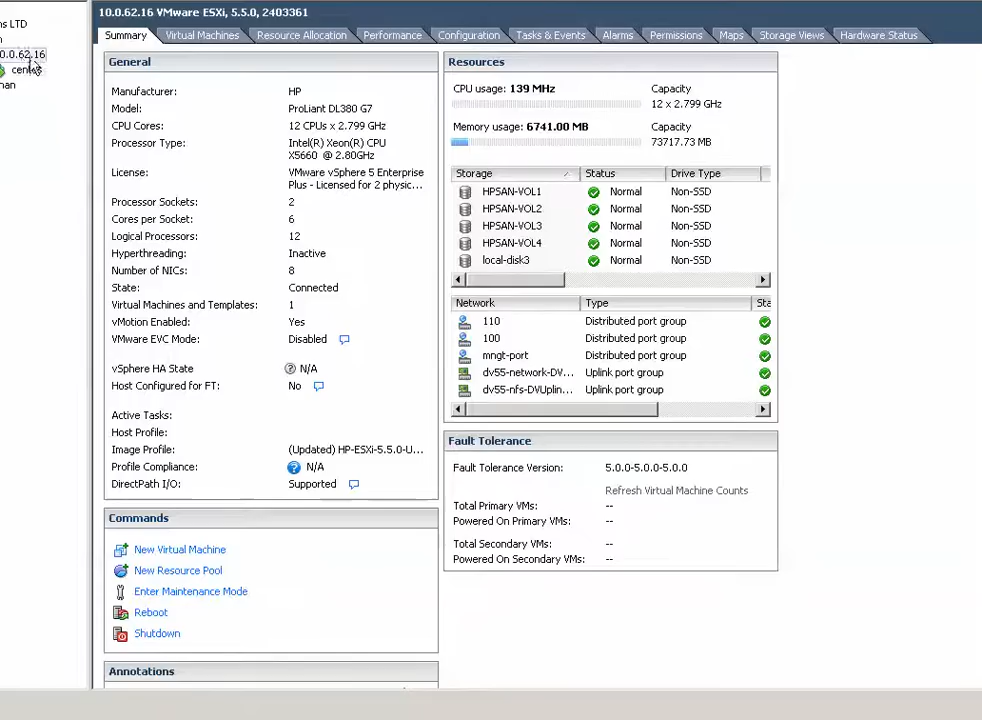 ns LTD
n
0.0.62.16
man
10.0.62.16 VMware ESXi, 5.5.0, 2403361
Summary Virtual Machines Resource Allocation Performance Configuration Tasks & Events Alarms Permissions Maps Storage Views Hardware Status
General
Manufacturer: HP
Model: ProLiant DL380 G7
CPU Cores: 12 CPUs x 2.799 GHz
Processor Type: Intel(R) Xeon(R) CPU
X5660 @ 2.80GHz
License: VMware vSphere 5 Enterprise
Plus - Licensed for 2 physic...
Processor Sockets: 2
Cores per Socket: 6
Logical Processors: 12
Hyperthreading: Inactive
Number of NICs: 8
State: Connected
Virtual Machines and Templates: 1
vMotion Enabled: Yes
VMware EVC Mode: Disabled
vSphere HA State N/A
Host Configured for FT: No
Active Tasks:
Host Profile:
Image Profile: (Updated) HP-ESXi-5.5.0-U...
Profile Compliance: N/A
DirectPath I/O: Supported
Commands
New Virtual Machine
New Resource Pool
Enter Maintenance Mode
Reboot
Shutdown
Annotations
Resources
CPU usage: 139 MHz Capacity
12 x 2.799 GHz
Memory usage: 6741.00 MB Capacity
73717.73 MB
Storage Status Drive Type
HPSAN-VOL1 Normal Non-SSD
HPSAN-VOL2 Normal Non-SSD
HPSAN-VOL3 Normal Non-SSD
HPSAN-VOL4 Normal Non-SSD
local-disk3 Normal Non-SSD
Network Type Sta
110 Distributed port group
100 Distributed port group
mngt-port Distributed port group
dv55-network-DV... Uplink port group
dv55-nfs-DVUplin... Uplink port group
Fault Tolerance
Fault Tolerance Version: 5.0.0-5.0.0-5.0.0
Refresh Virtual Machine Counts
Total Primary VMs: --
Powered On Primary VMs: --
Total Secondary VMs: --
Powered On Secondary VMs: --